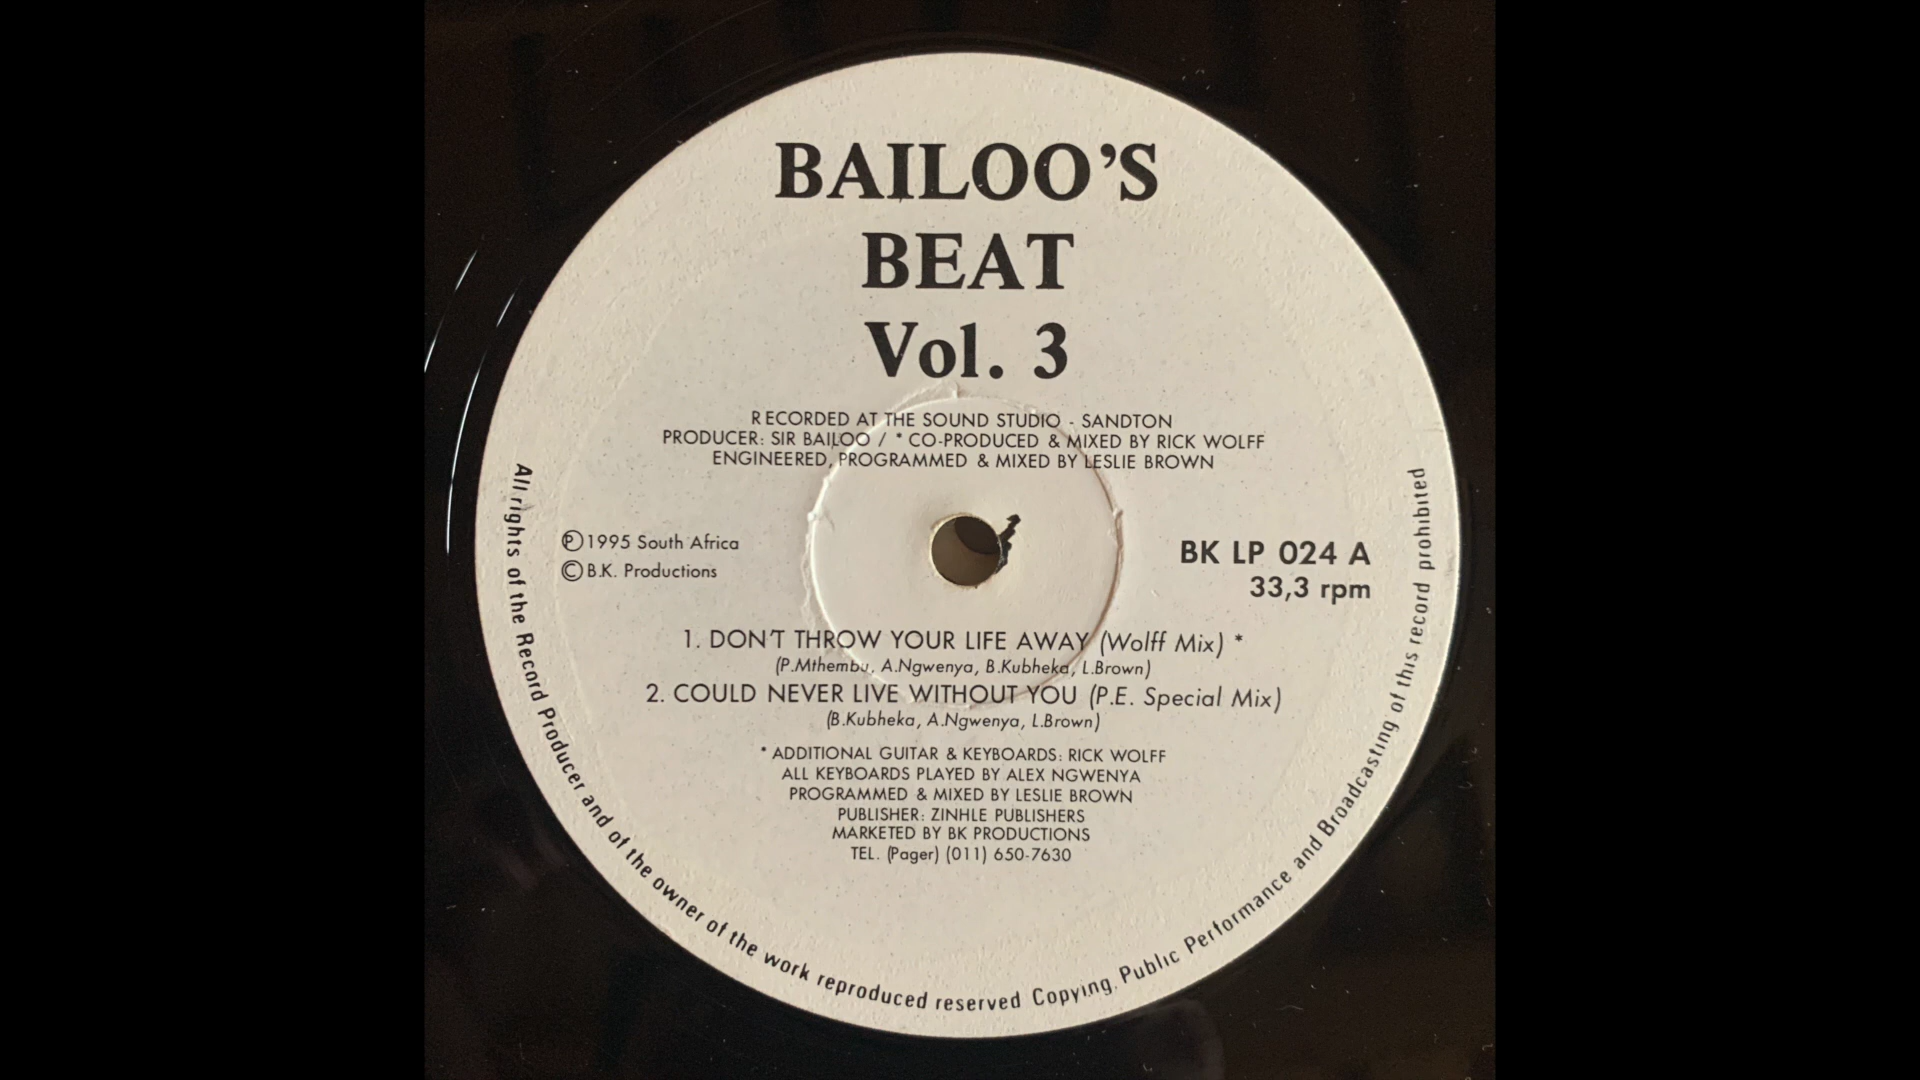 BAILOO'S
BEAT
Vol. 3
RECORDED AT THE SOUND STUDIO - SANDTON
PRODUCER: SIR BAILOO / * CO-PRODUCED & MIXED BY RICK WOLFF
ENGINEERED, PROGRAMMED & MIXED BY LESLIE BROWN
Ⓟ1995 South Africa
©B.K. Productions
BK LP 024 A
33,3 rpm
1. DON'T THROW YOUR LIFE AWAY (Wolff Mix) *
(P.Mthembu, A.Ngwenya, B.Kubheka, L.Brown)
2. COULD NEVER LIVE WITHOUT YOU (P.E. Special Mix)
(B.Kubheka, A.Ngwenya, L.Brown)
* ADDITIONAL GUITAR & KEYBOARDS: RICK WOLFF
ALL KEYBOARDS PLAYED BY ALEX NGWENYA
PROGRAMMED & MIXED BY LESLIE BROWN
PUBLISHER: ZINHLE PUBLISHERS
MARKETED BY BK PRODUCTIONS
TEL. (Pager) (011) 650-7630
All rights of the Record Producer and of the owner of the work reproduced reserved Copying, Public Performance and Broadcasting of this record prohibited